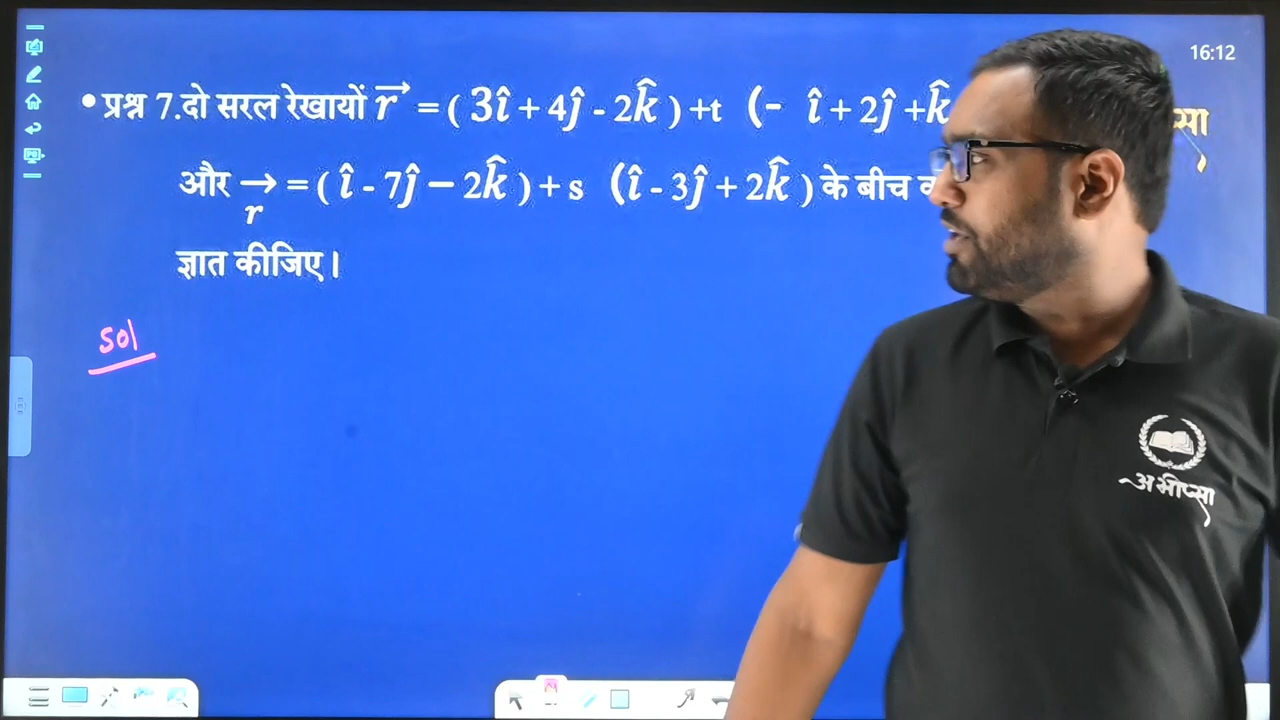 16:12
• प्रश्न 7.दो सरल रेखायों r⃗ = ( 3î + 4ĵ - 2k̂ ) +t (- î + 2ĵ +k̂
और → = ( î - 7ĵ – 2k̂ ) + s (î - 3ĵ + 2k̂ ) के बीच
r
ज्ञात कीजिए।
Sol
अभीप्सा